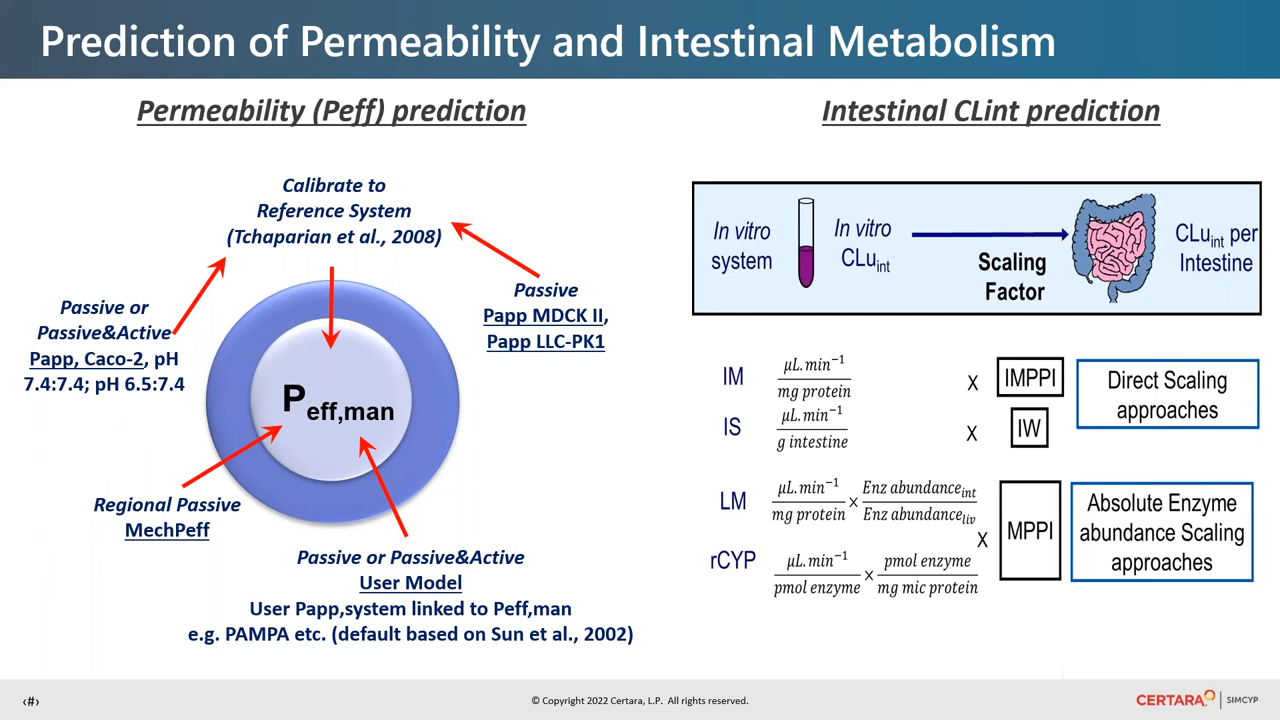 Prediction of Permeability and Intestinal Metabolism
Permeability (Peff) prediction
Calibrate to
Reference System
(Tchaparian et al., 2008)
Passive or
Passive&Active
Papp, Caco-2, pH
7.4:7.4; pH 6.5:7.4
Passive
Papp MDCK II,
Papp LLC-PK1
Peff,man
Regional Passive
MechPeff
Passive or Passive&Active
User Model
User Papp,system linked to Peff,man
e.g. PAMPA etc. (default based on Sun et al., 2002)
Intestinal CLint prediction
In vitro
system
In vitro
CLuint
Scaling
Factor
CLuint per
Intestine
IM
μL.min⁻¹
mg protein
X
IMPPI
Direct Scaling
approaches
IS
μL.min⁻¹
g intestine
X
IW
LM
μL.min⁻¹
mg protein
×
Enz abundanceint
Enz abundanceliv
X
MPPI
Absolute Enzyme
abundance Scaling
approaches
rCYP
μL.min⁻¹
pmol enzyme
×
pmol enzyme
mg mic protein
‹#›
© Copyright 2022 Certara, L.P. All rights reserved.
CERTARA
SIMCYP